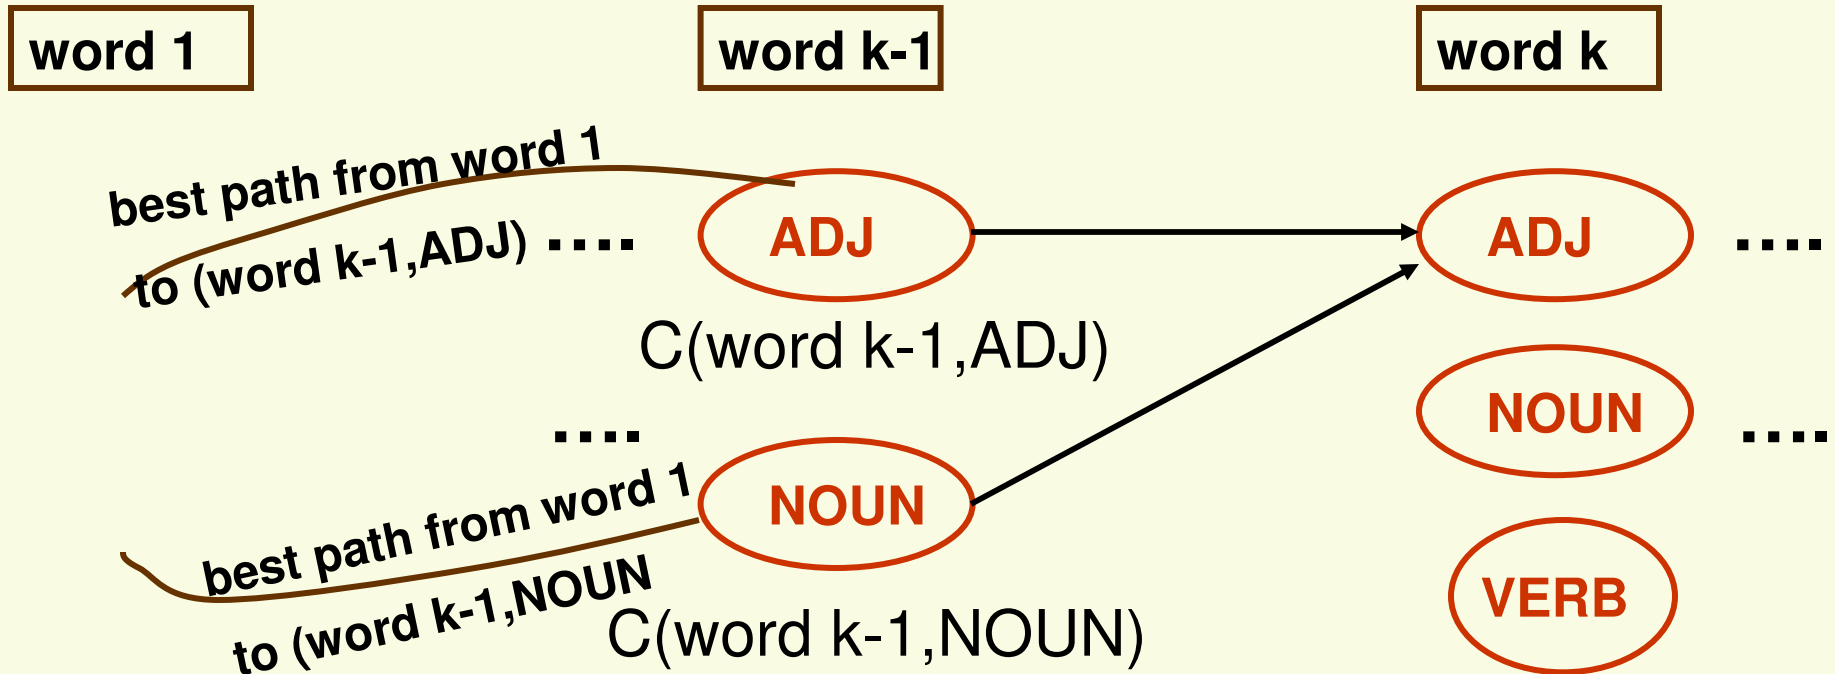 word 1
word k-1
word k
best path from word 1
to (word k-1,ADJ) ....
ADJ
ADJ
....
C(word k-1,ADJ)
....
NOUN
....
best path from word 1
NOUN
to (word k-1,NOUN
C(word k-1,NOUN)
VERB